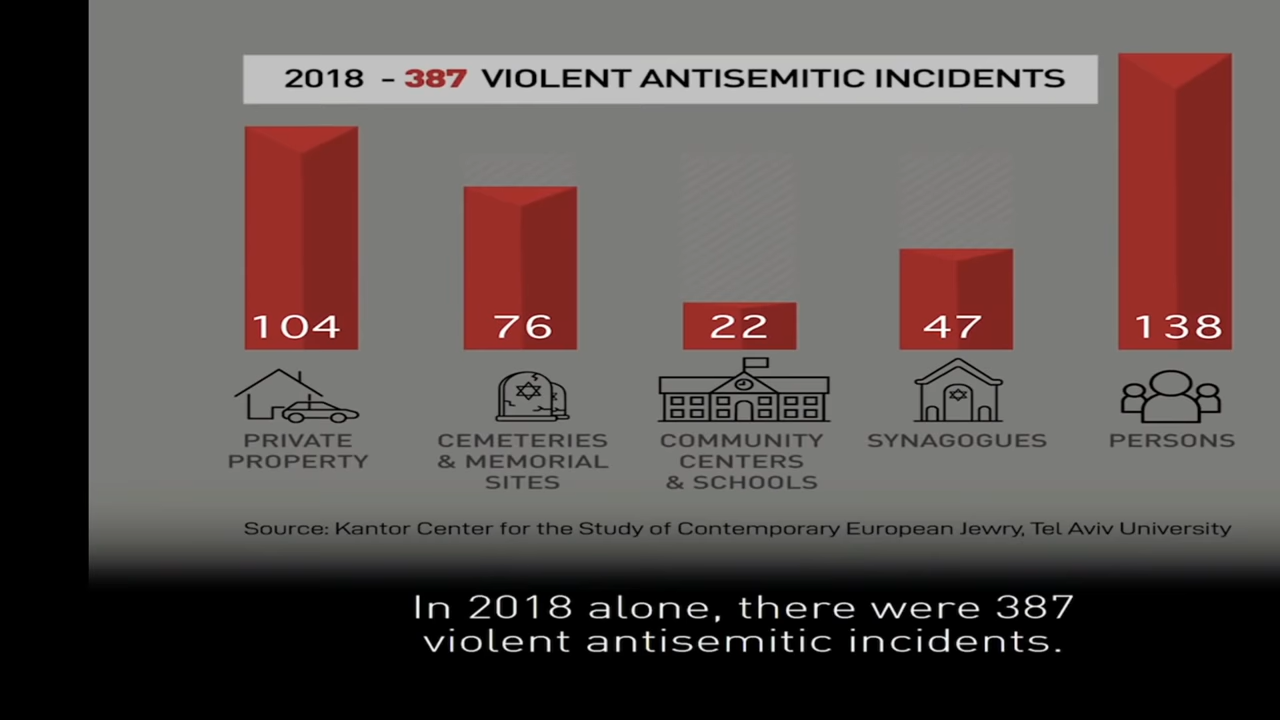 2018 - 387 VIOLENT ANTISEMITIC INCIDENTS
104
76
22
47
138
PRIVATE
PROPERTY
CEMETERIES
& MEMORIAL
SITES
COMMUNITY
CENTERS
& SCHOOLS
SYNAGOGUES
PERSONS
Source: Kantor Center for the Study of Contemporary European Jewry, Tel Aviv University
In 2018 alone, there were 387
violent antisemitic incidents.